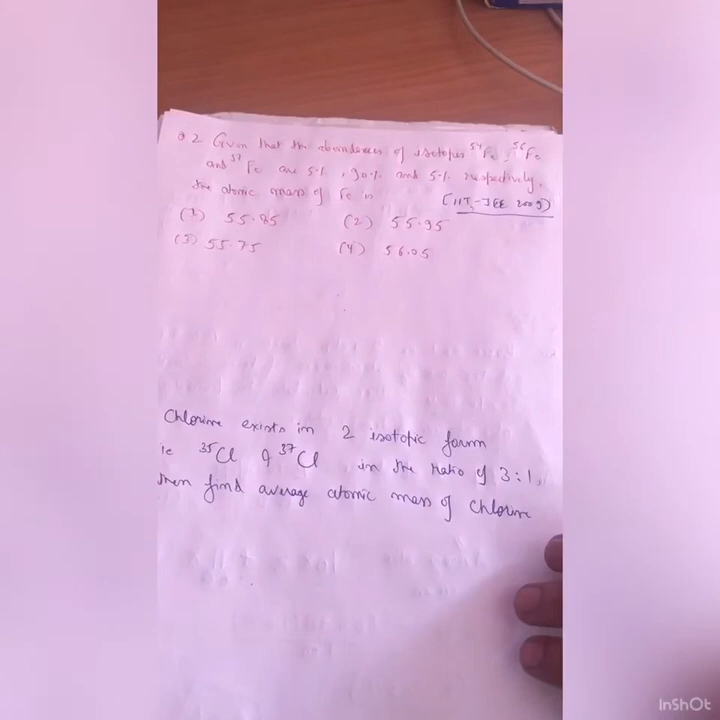 Q 2 Given that the abundances of isotopes ⁵⁴Fe, ⁵⁶Fe
and ⁵⁷Fe are 5%, 90% and 5% respectively,
the atomic mass of Fe is
[IIT-JEE 2009)
(1) 55.85 (2) 55.95
(3) 55.75 (4) 56.05
Chlorine exists in 2 isotopic form
ie ³⁵Cl & ³⁷Cl in the ratio of 3:1,
then find average atomic mass of Chlorine
InShOt